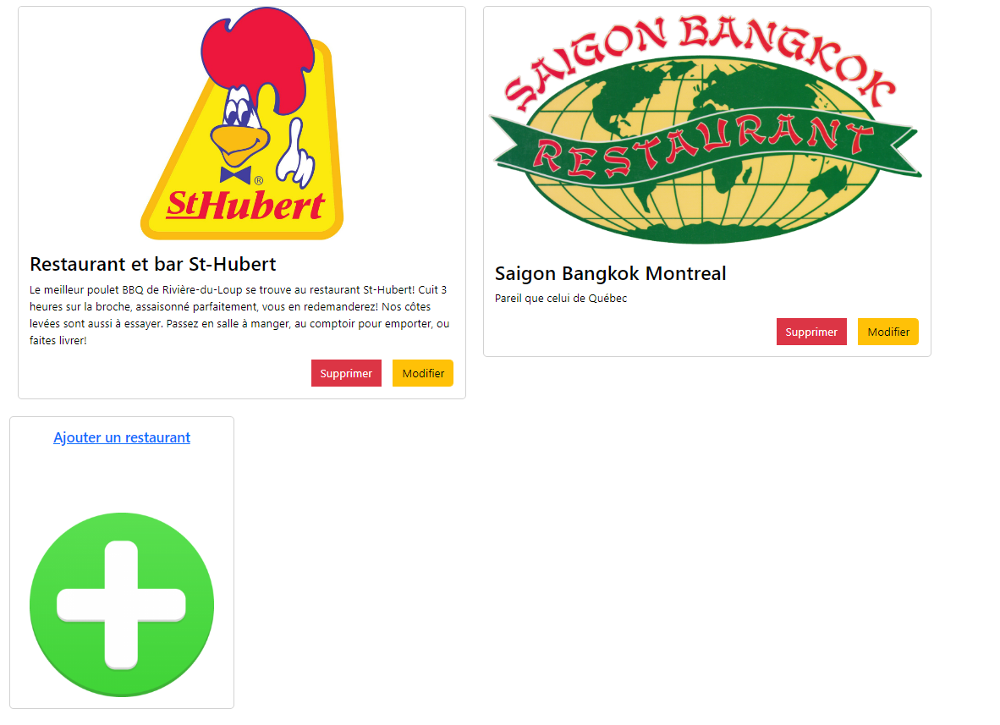 St Hubert ®
Restaurant et bar St-Hubert
Le meilleur poulet BBQ de Rivière-du-Loup se trouve au restaurant St-Hubert! Cuit 3
heures sur la broche, assaisonné parfaitement, vous en redemanderez! Nos côtes
levées sont aussi à essayer. Passez en salle à manger, au comptoir pour emporter, ou
faites livrer!
Supprimer
Modifier
SAIGON BANGKOK
RESTAURANT
Saigon Bangkok Montreal
Pareil que celui de Québec
Supprimer
Modifier
Ajouter un restaurant